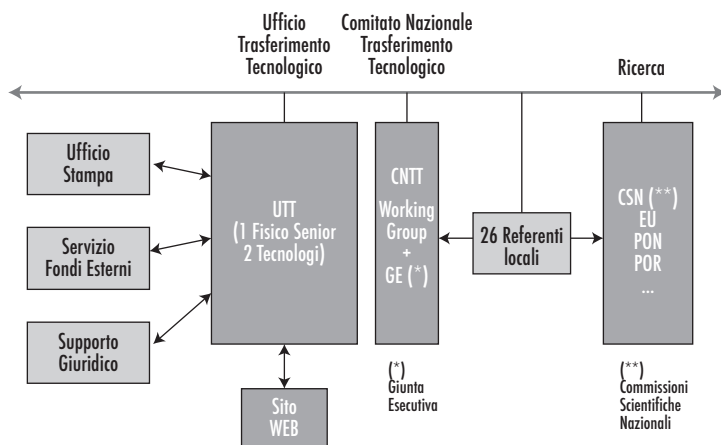 Ufficio
Trasferimento
Tecnologico
Comitato Nazionale
Trasferimento
Tecnologico
Ricerca
Ufficio
Stampa
Servizio
Fondi Esterni
Supporto
Giuridico
UTT
(1 Fisico Senior
2 Tecnologi)
Sito
WEB
CNTT
Working
Group
+
GE (*)
26 Referenti
locali
CSN (**)
EU
PON
POR
...
(*)
Giunta
Esecutiva
(**)
Commissioni
Scientifiche
Nazionali